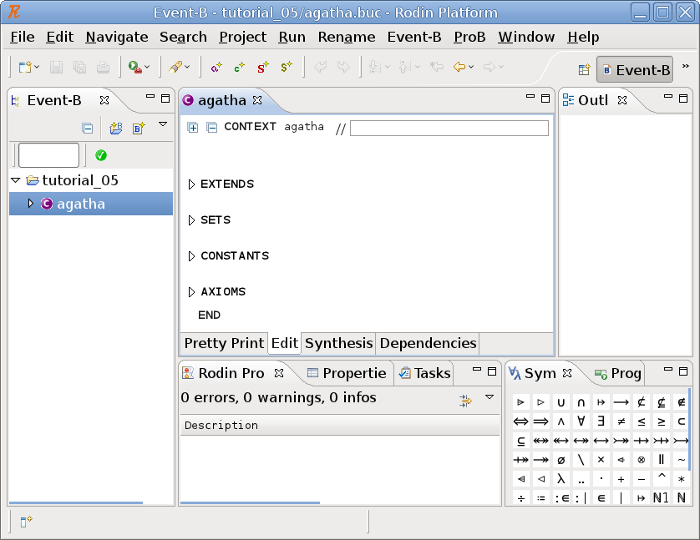 Event-B - tutorial_05/agatha.buc - Rodin Platform
File Edit Navigate Search Project Run Rename Event-B ProB Window Help
Event-B
Event-B
agatha
Outl
CONTEXT agatha //
tutorial_05
agatha
EXTENDS
SETS
CONSTANTS
AXIOMS
END
Pretty Print Edit Synthesis Dependencies
Rodin Pro Propertie Tasks
Sym Prog
0 errors, 0 warnings, 0 infos
Description